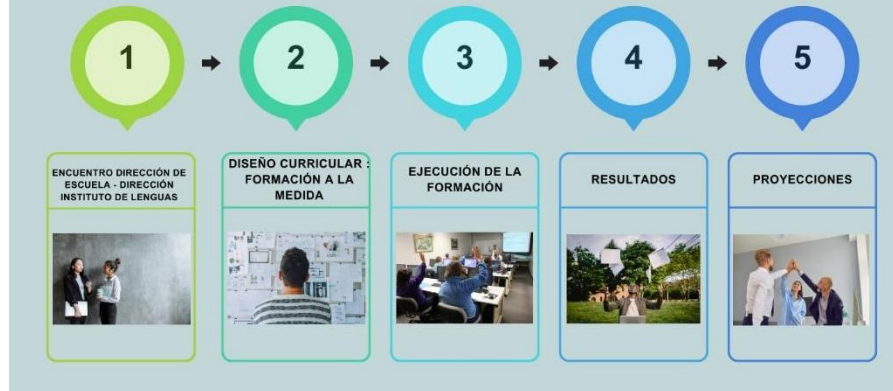 1
2
3
4
5
ENCUENTRO DIRECCIÓN DE
ESCUELA - DIRECCIÓN
INSTITUTO DE LENGUAS
DISEÑO CURRICULAR :
FORMACIÓN A LA
MEDIDA
EJECUCIÓN DE LA
FORMACIÓN
RESULTADOS
PROYECCIONES